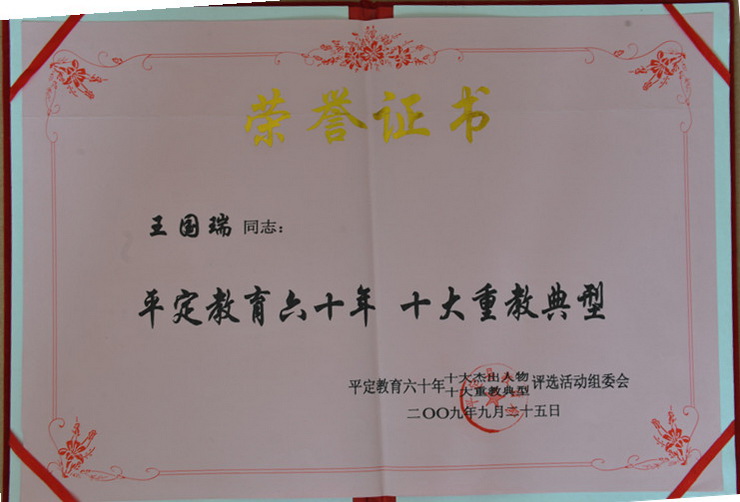 荣誉证书
王国瑞同志：
平定教育六十年 十大重教典型
平定教育六十年十大杰出人物评选活动组委会
十大重教典型
二〇〇九年九月二十五日